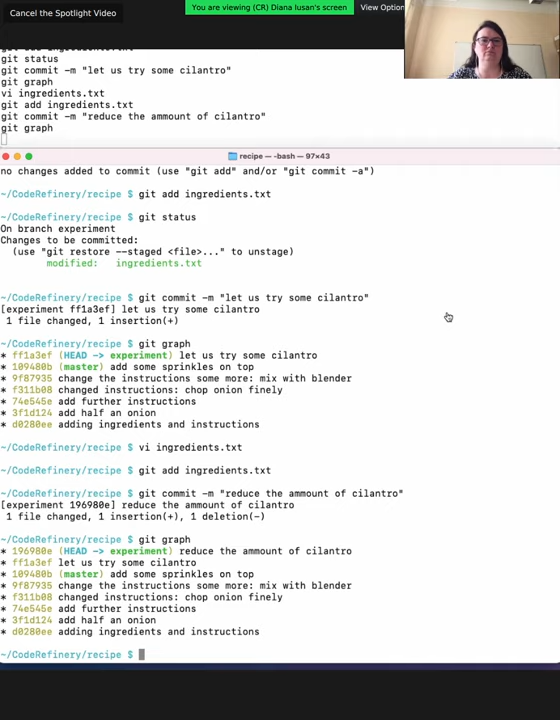 Cancel the Spotlight Video
You are viewing (CR) Diana Iusan's screen
View Option
git add ingredients.txt
git status
git commit -m "let us try some cilantro"
git graph
vi ingredients.txt
git add ingredients.txt
git commit -m "reduce the ammount of cilantro"
git graph
recipe — -bash — 97×43
no changes added to commit (use "git add" and/or "git commit -a")
~/CodeRefinery/recipe $ git add ingredients.txt
~/CodeRefinery/recipe $ git status
On branch experiment
Changes to be committed:
(use "git restore --staged <file>..." to unstage)
modified: ingredients.txt
~/CodeRefinery/recipe $ git commit -m "let us try some cilantro"
[experiment ff1a3ef] let us try some cilantro
1 file changed, 1 insertion(+)
~/CodeRefinery/recipe $ git graph
* ff1a3ef (HEAD -> experiment) let us try some cilantro
* 109480b (master) add some sprinkles on top
* 9f87935 change the instructions some more: mix with blender
* f311b08 changed instructions: chop onion finely
* 74e545e add further instructions
* 3f1d124 add half an onion
* d0280ee adding ingredients and instructions
~/CodeRefinery/recipe $ vi ingredients.txt
~/CodeRefinery/recipe $ git add ingredients.txt
~/CodeRefinery/recipe $ git commit -m "reduce the ammount of cilantro"
[experiment 196980e] reduce the ammount of cilantro
1 file changed, 1 insertion(+), 1 deletion(-)
~/CodeRefinery/recipe $ git graph
* 196980e (HEAD -> experiment) reduce the ammount of cilantro
* ff1a3ef let us try some cilantro
* 109480b (master) add some sprinkles on top
* 9f87935 change the instructions some more: mix with blender
* f311b08 changed instructions: chop onion finely
* 74e545e add further instructions
* 3f1d124 add half an onion
* d0280ee adding ingredients and instructions
~/CodeRefinery/recipe $